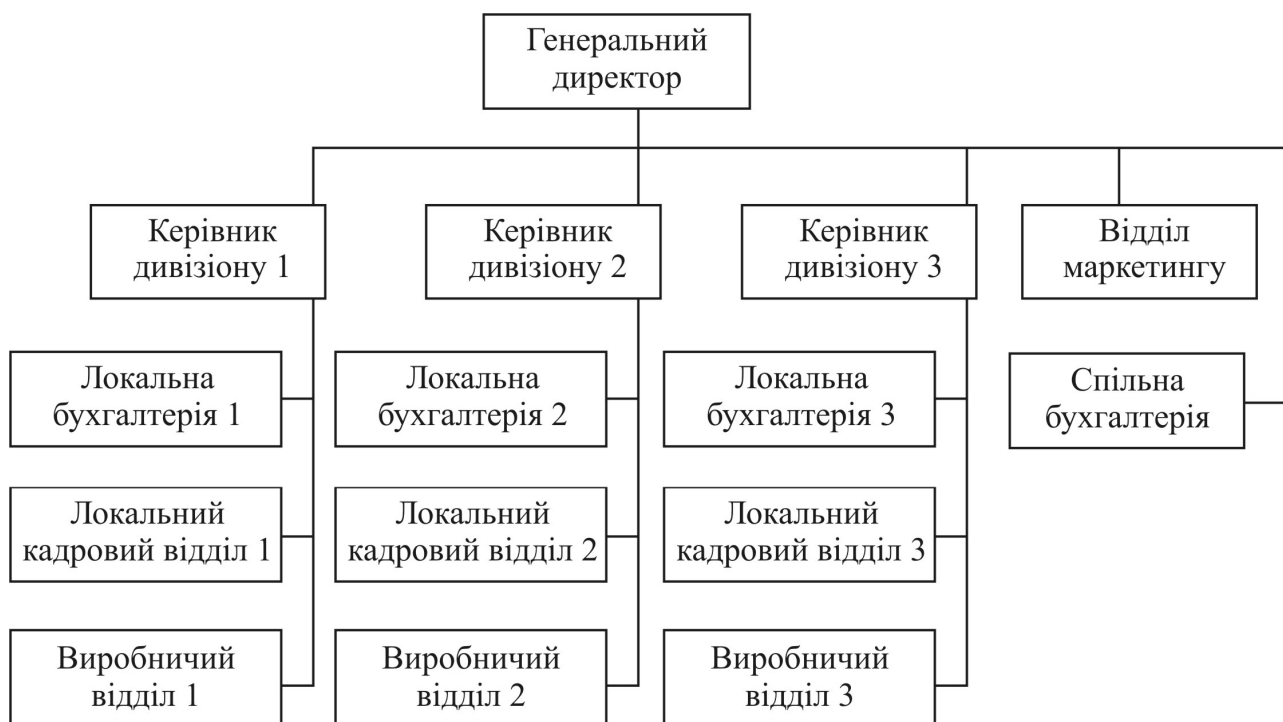 Генеральний
директор
Керівник
дивізіону 1
Керівник
дивізіону 2
Керівник
дивізіону 3
Відділ
маркетингу
Локальна
бухгалтерія 1
Локальна
бухгалтерія 2
Локальна
бухгалтерія 3
Спільна
бухгалтерія
Локальний
кадровий відділ 1
Локальний
кадровий відділ 2
Локальний
кадровий відділ 3
Виробничий
відділ 1
Виробничий
відділ 2
Виробничий
відділ 3